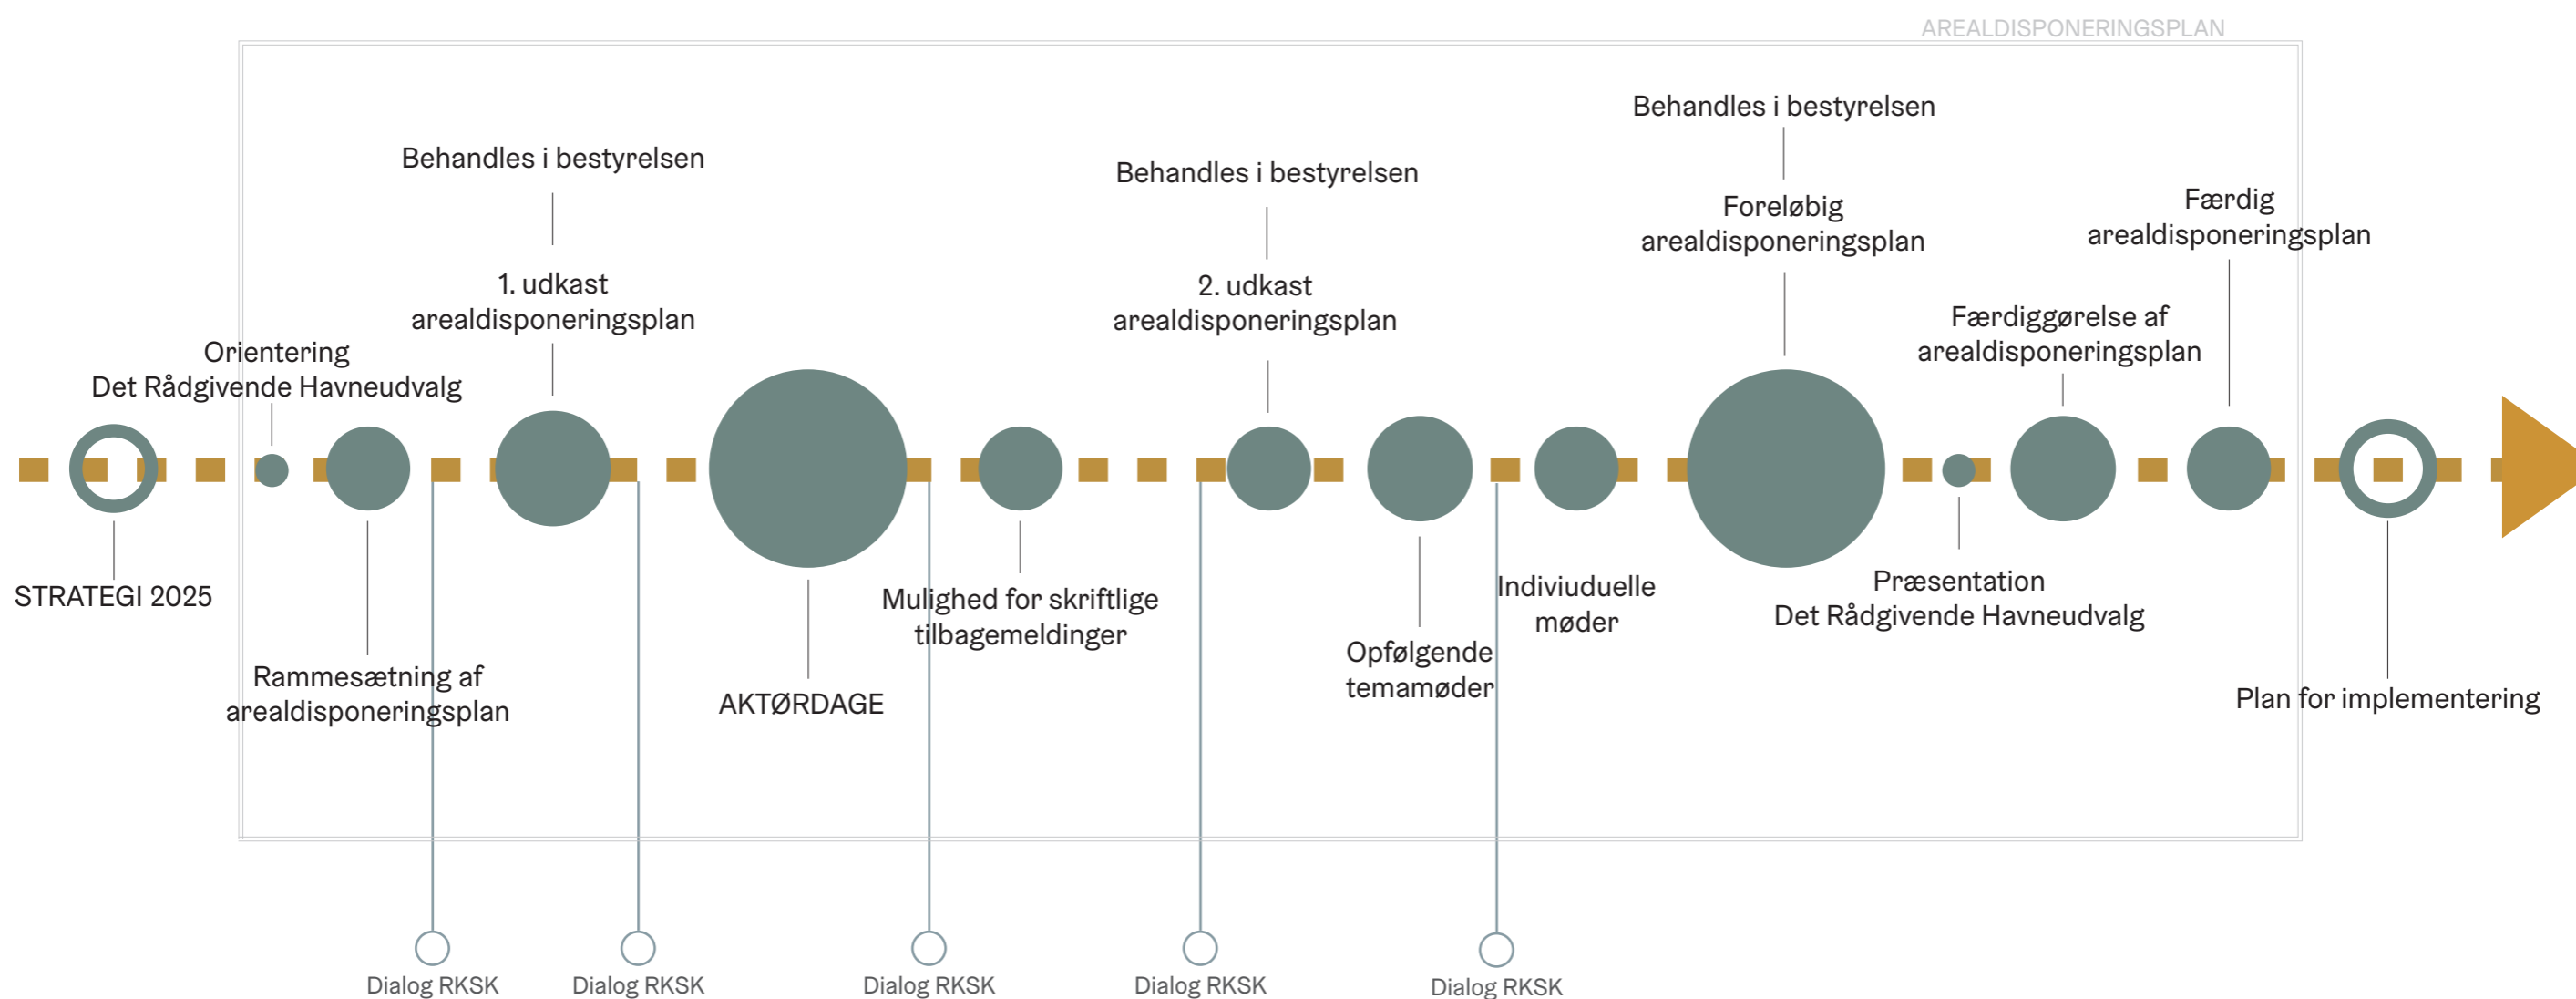 AREALDISPONERINGSPLAN
STRATEGI 2025
Orientering
Det Rådgivende Havneudvalg
Rammesætning af
arealdisponeringsplan
Behandles i bestyrelsen
1. udkast
arealdisponeringsplan
AKTØRDAGE
Mulighed for skriftlige
tilbagemeldinger
Behandles i bestyrelsen
2. udkast
arealdisponeringsplan
Opfølgende
temamøder
Indiviuduelle
møder
Behandles i bestyrelsen
Foreløbig
arealdisponeringsplan
Præsentation
Det Rådgivende Havneudvalg
Færdiggørelse af
arealdisponeringsplan
Færdig
arealdisponeringsplan
Plan for implementering
Dialog RKSK
Dialog RKSK
Dialog RKSK
Dialog RKSK
Dialog RKSK